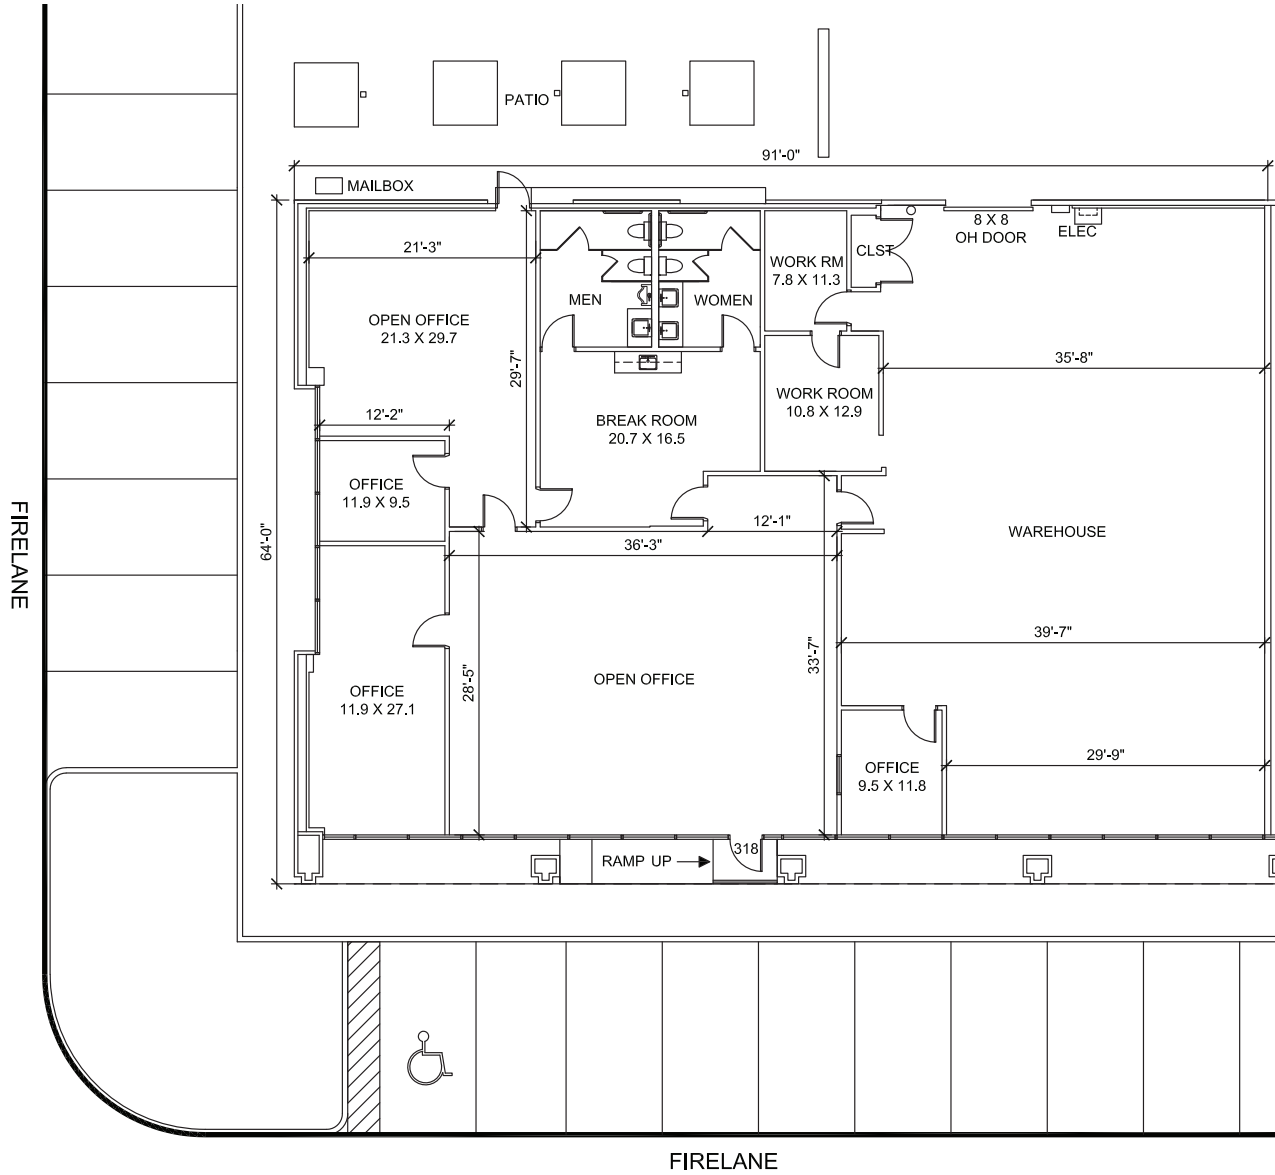 PATIO
91'-0"
MAILBOX
8 X 8
OH DOOR
ELEC
21'-3"
CLST
WORK RM
7.8 X 11.3
MEN
WOMEN
OPEN OFFICE
21.3 X 29.7
29'-7"
35'-8"
WORK ROOM
10.8 X 12.9
12'-2"
BREAK ROOM
20.7 X 16.5
OFFICE
11.9 X 9.5
FIRELANE
64'-0"
12'-1"
WAREHOUSE
36'-3"
39'-7"
33'-7"
28'-5"
OPEN OFFICE
OFFICE
11.9 X 27.1
29'-9"
OFFICE
9.5 X 11.8
318
RAMP UP
FIRELANE